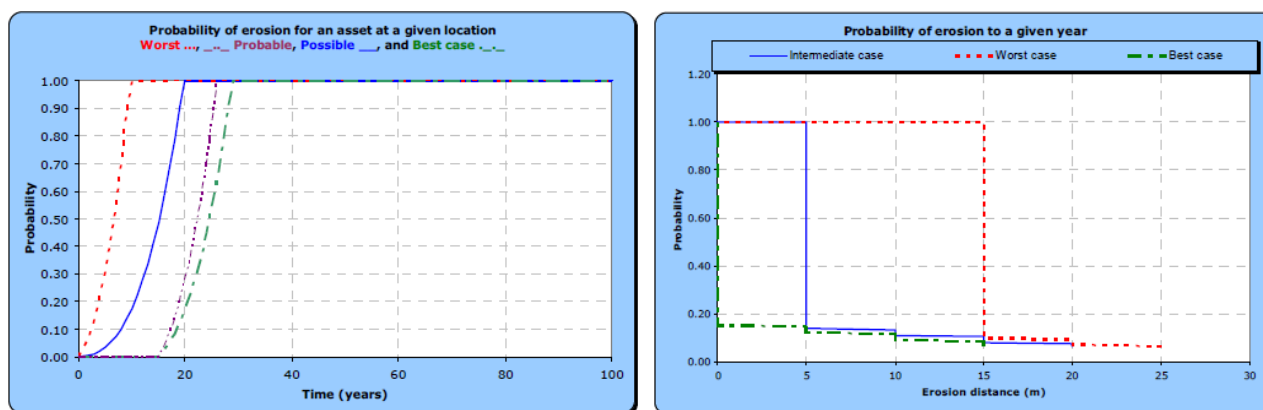 Probability of erosion for an asset at a given location
Worst ..., _.._ Probable, Possible __, and Best case ._._
1.00
0.90
0.80
0.70
0.60
0.50
0.40
0.30
0.20
0.10
0.00
Probability
0 20 40 60 80 100
Time (years)
Probability of erosion to a given year
Intermediate case Worst case Best case
1.20
1.00
0.80
0.60
0.40
0.20
0.00
Probability
0 5 10 15 20 25 30
Erosion distance (m)